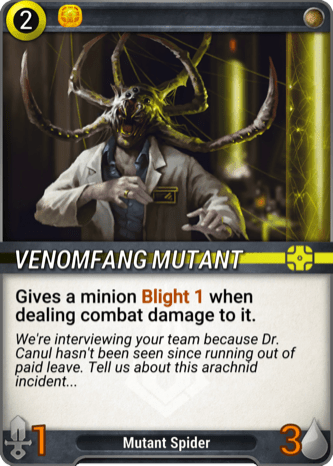 2
VENOMFANG MUTANT
Gives a minion Blight 1 when
dealing combat damage to it.
We're interviewing your team because Dr.
Canul hasn't been seen since running out of
paid leave. Tell us about this arachnid
incident...
1
Mutant Spider
3